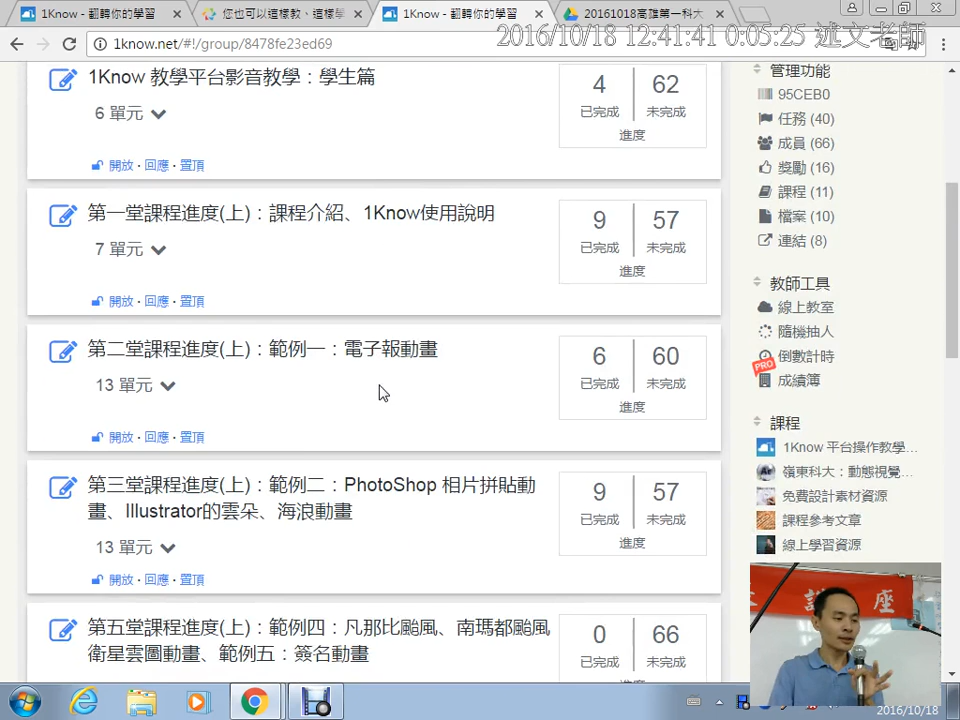 1Know - 翻轉你的學習
您也可以這樣教、這樣學
1Know - 翻轉你的學習
20161018高雄第一科大
1know.net/#!/group/8478fe23ed69
2016/10/18 12:41:41 0:05:25 述文老師
1Know 教學平台影音教學：學生篇
6 單元
開放 · 回應 · 置頂
4
已完成
62
未完成
進度
第一堂課程進度(上)：課程介紹、1Know使用說明
7 單元
開放 · 回應 · 置頂
9
已完成
57
未完成
進度
第二堂課程進度(上)：範例一：電子報動畫
13 單元
開放 · 回應 · 置頂
6
已完成
60
未完成
進度
第三堂課程進度(上)：範例二：PhotoShop 相片拼貼動
畫、Illustrator的雲朵、海浪動畫
13 單元
開放 · 回應 · 置頂
9
已完成
57
未完成
進度
第五堂課程進度(上)：範例四：凡那比颱風、南瑪都颱風
衛星雲圖動畫、範例五：簽名動畫
0
已完成
66
未完成
管理功能
95CEB0
任務 (40)
成員 (66)
獎勵 (16)
課程 (11)
檔案 (10)
連結 (8)
教師工具
線上教室
隨機抽人
倒數計時
PRO
成績簿
課程
1Know 平台操作教學...
嶺東科大：動態視覺...
免費設計素材資源
課程參考文章
線上學習資源
座
2016/10/18